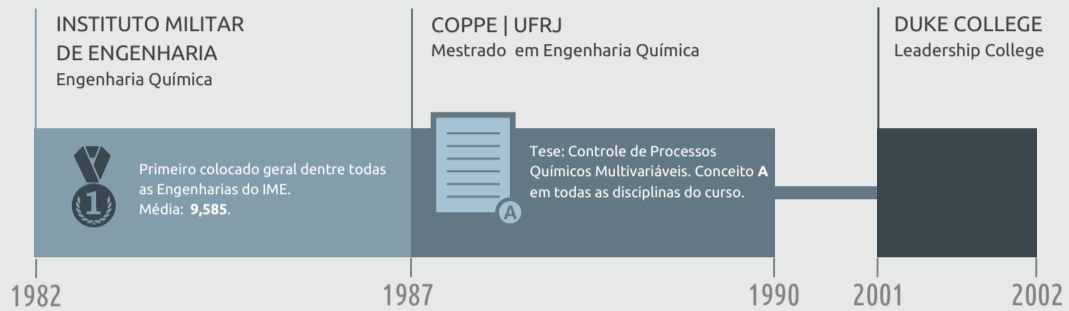 INSTITUTO MILITAR
DE ENGENHARIA
Engenharia Química
COPPE | UFRJ
Mestrado em Engenharia Química
DUKE COLLEGE
Leadership College
1
Primeiro colocado geral dentre todas
as Engenharias do IME.
Média: 9,585.
A
Tese: Controle de Processos
Químicos Multivariáveis. Conceito A
em todas as disciplinas do curso.
1982
1987
1990
2001
2002